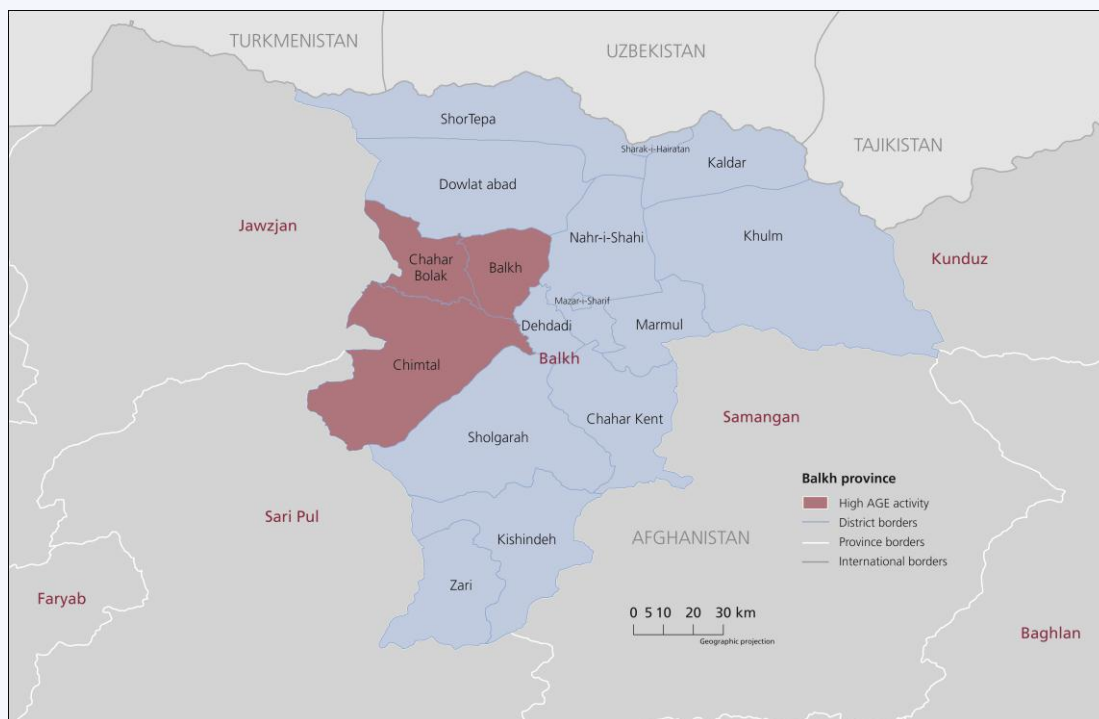 TURKMENISTAN
UZBEKISTAN
ShorTepa
Sharak-i-Hairatan
TAJIKISTAN
Kaldar
Dowlat abad
Jawzjan
Nahr-i-Shahi
Khulm
Chahar
Bolak
Balkh
Kunduz
Mazar-i-Sharif
Dehdadi
Marmul
Chimtal
Balkh
Chahar Kent
Samangan
Sholgarah
Balkh province
High AGE activity
Sari Pul
District borders
Kishindeh
AFGHANISTAN
Province borders
International borders
Zari
Faryab
0 5 10 30 km
Geographic projection
Baghlan